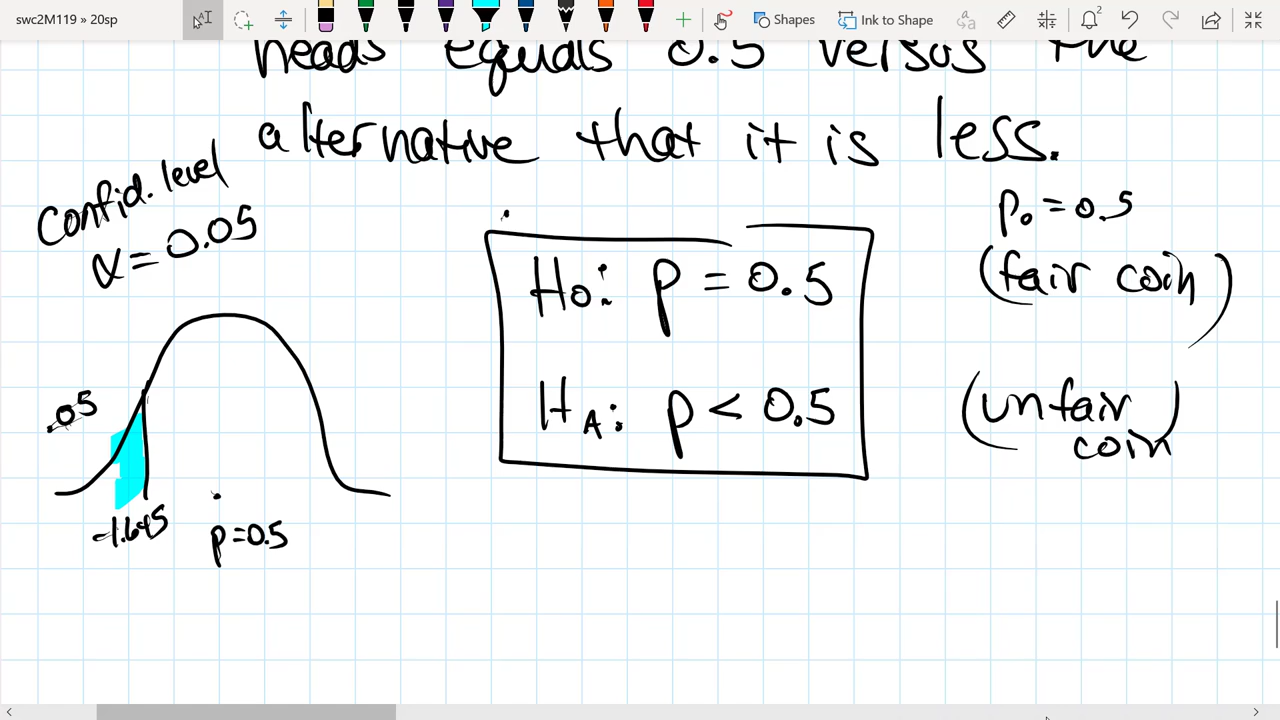 swc2M119 » 20sp
Shapes
Ink to Shape
heads equals 0.5 versus the
alternative that it is less.
Confid. level
α = 0.05
p₀ = 0.5
(fair coin)
H₀: p = 0.5
Hₐ: p < 0.5
(unfair
coin)
.05
-1.645
p=0.5